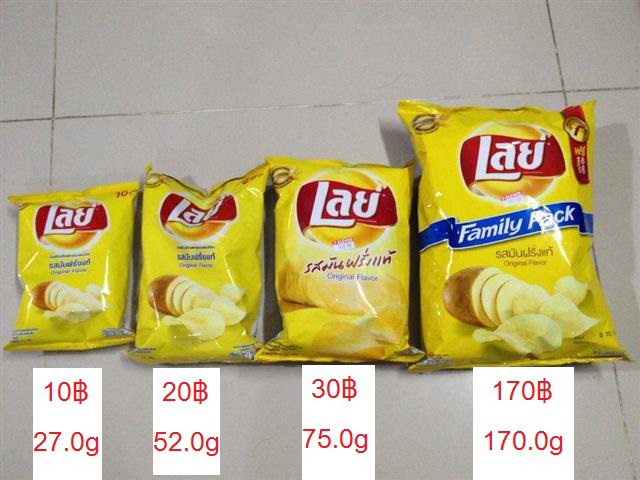 เลย์
รสมันฝรั่งแท้
Original Flavor
เลย์
รสมันฝรั่งแท้
Original Flavor
เลย์
รสมันฝรั่งแท้
Original Flavor
เลย์
Family Pack
รสมันฝรั่งแท้
Original Flavor
ฟรี
10฿
27.0g
20฿
52.0g
30฿
75.0g
170฿
170.0g